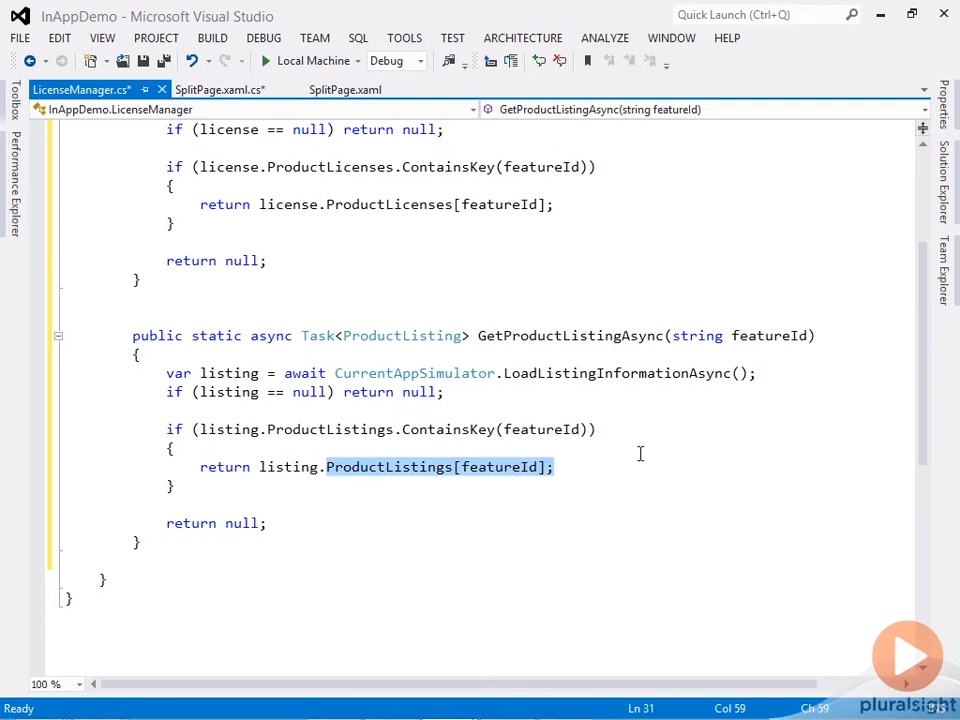 InAppDemo - Microsoft Visual Studio
Quick Launch (Ctrl+Q)
FILE EDIT VIEW PROJECT BUILD DEBUG TEAM SQL TOOLS TEST ARCHITECTURE ANALYZE WINDOW HELP
Local Machine Debug
LicenseManager.cs* SplitPage.xaml.cs* SplitPage.xaml
InAppDemo.LicenseManager GetProductListingAsync(string featureId)
Toolbox
Performance Explorer
Properties
Solution Explorer
Team Explorer
if (license == null) return null;
if (license.ProductLicenses.ContainsKey(featureId))
{
return license.ProductLicenses[featureId];
}
return null;
}
public static async Task<ProductListing> GetProductListingAsync(string featureId)
{
var listing = await CurrentAppSimulator.LoadListingInformationAsync();
if (listing == null) return null;
if (listing.ProductListings.ContainsKey(featureId))
{
return listing.ProductListings[featureId];
}
return null;
}
}
}
100 %
pluralsight
Ready Ln 31 Col 59 Ch 59